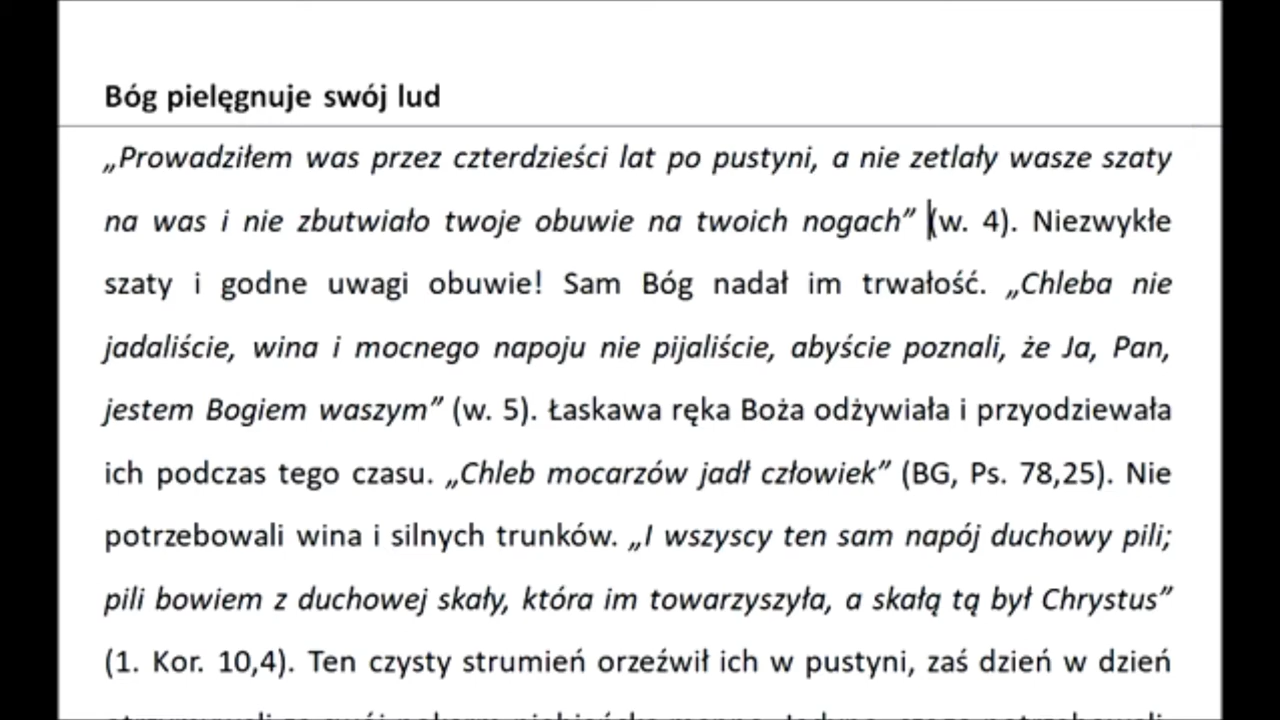 Bóg pielęgnuje swój lud
„Prowadziłem was przez czterdzieści lat po pustyni, a nie zetlały wasze szaty
na was i nie zbutwiało twoje obuwie na twoich nogach” (w. 4). Niezwykłe
szaty i godne uwagi obuwie! Sam Bóg nadał im trwałość. „Chleba nie
jadaliście, wina i mocnego napoju nie pijaliście, abyście poznali, że Ja, Pan,
jestem Bogiem waszym” (w. 5). Łaskawa ręka Boża odżywiała i przyodziewała
ich podczas tego czasu. „Chleb mocarzów jadł człowiek” (BG, Ps. 78,25). Nie
potrzebowali wina i silnych trunków. „I wszyscy ten sam napój duchowy pili;
pili bowiem z duchowej skały, która im towarzyszyła, a skałą tą był Chrystus”
(1. Kor. 10,4). Ten czysty strumień orzeźwił ich w pustyni, zaś dzień w dzień